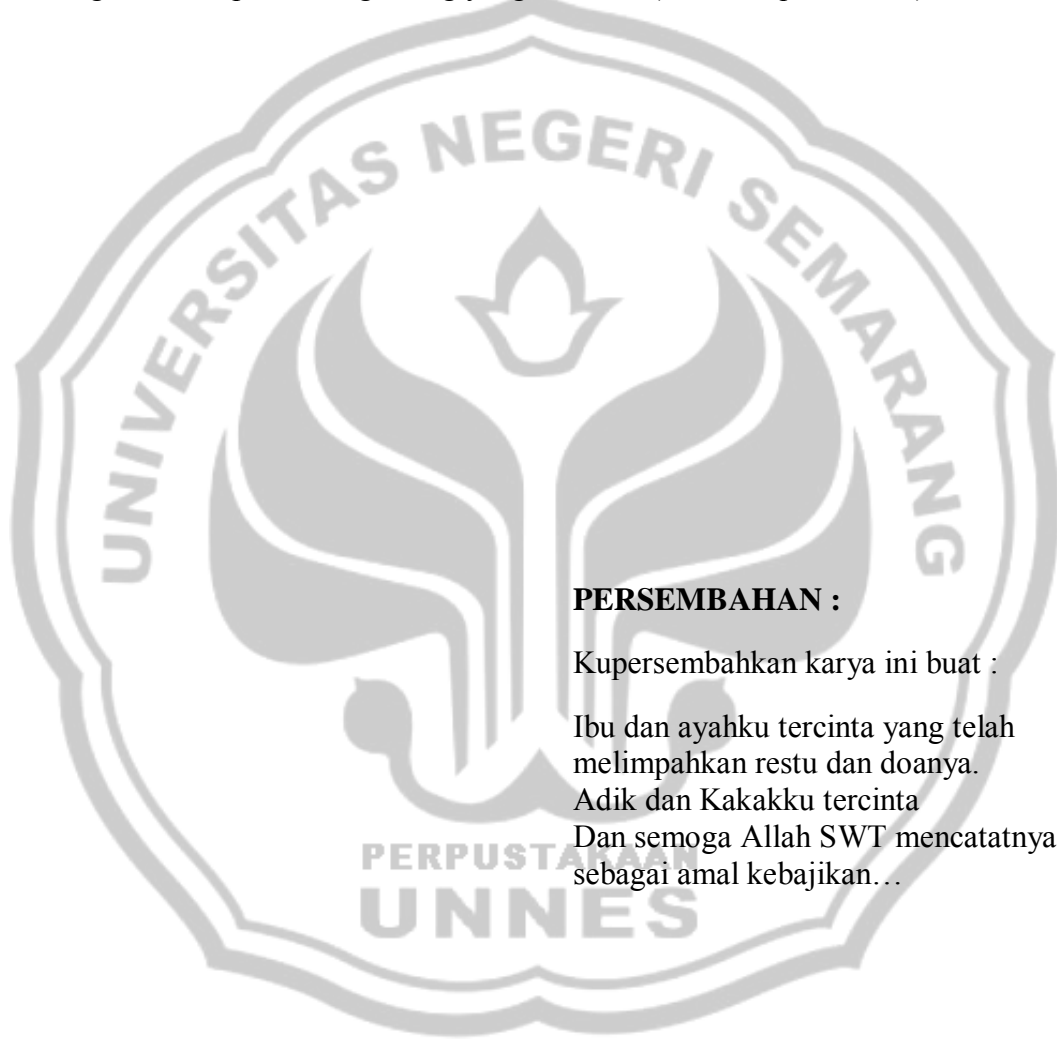 UNIVERSITAS NEGERI SEMARANG
PERSEMBAHAN :
Kupersembahkan karya ini buat :
Ibu dan ayahku tercinta yang telah
melimpahkan restu dan doanya.
Adik dan Kakakku tercinta
Dan semoga Allah SWT mencatatnya
sebagai amal kebajikan…
PERPUSTAKAAN
UNNES